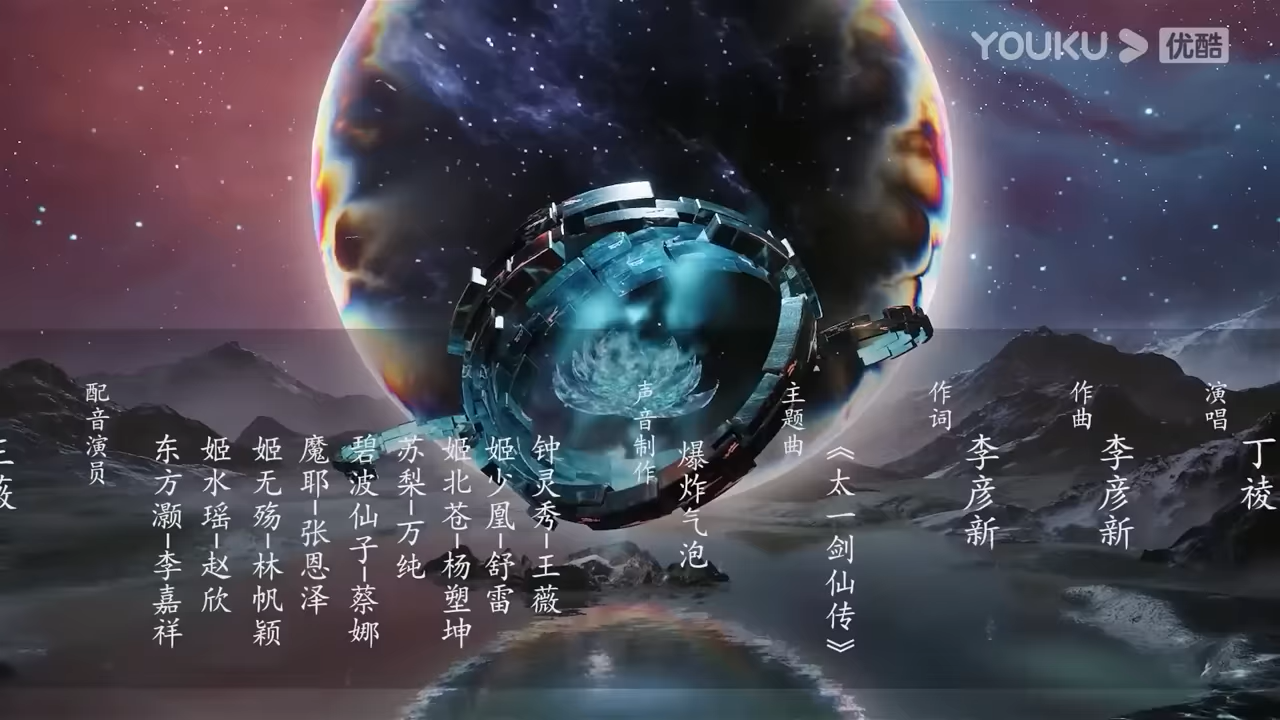 YOUKU 优酷
配音演员
东方灏-李嘉祥
姬水瑶-赵欣
姬无殇-林帆颖
魔耶-张恩泽
碧波仙子-蔡娜
苏梨-万纯
姬北苍-杨塑坤
姬少凰-舒雷
钟灵秀-王薇
声音制作
爆炸气泡
主题曲
《太一剑仙传》
作词
李彦新
作曲
李彦新
演唱
丁硶